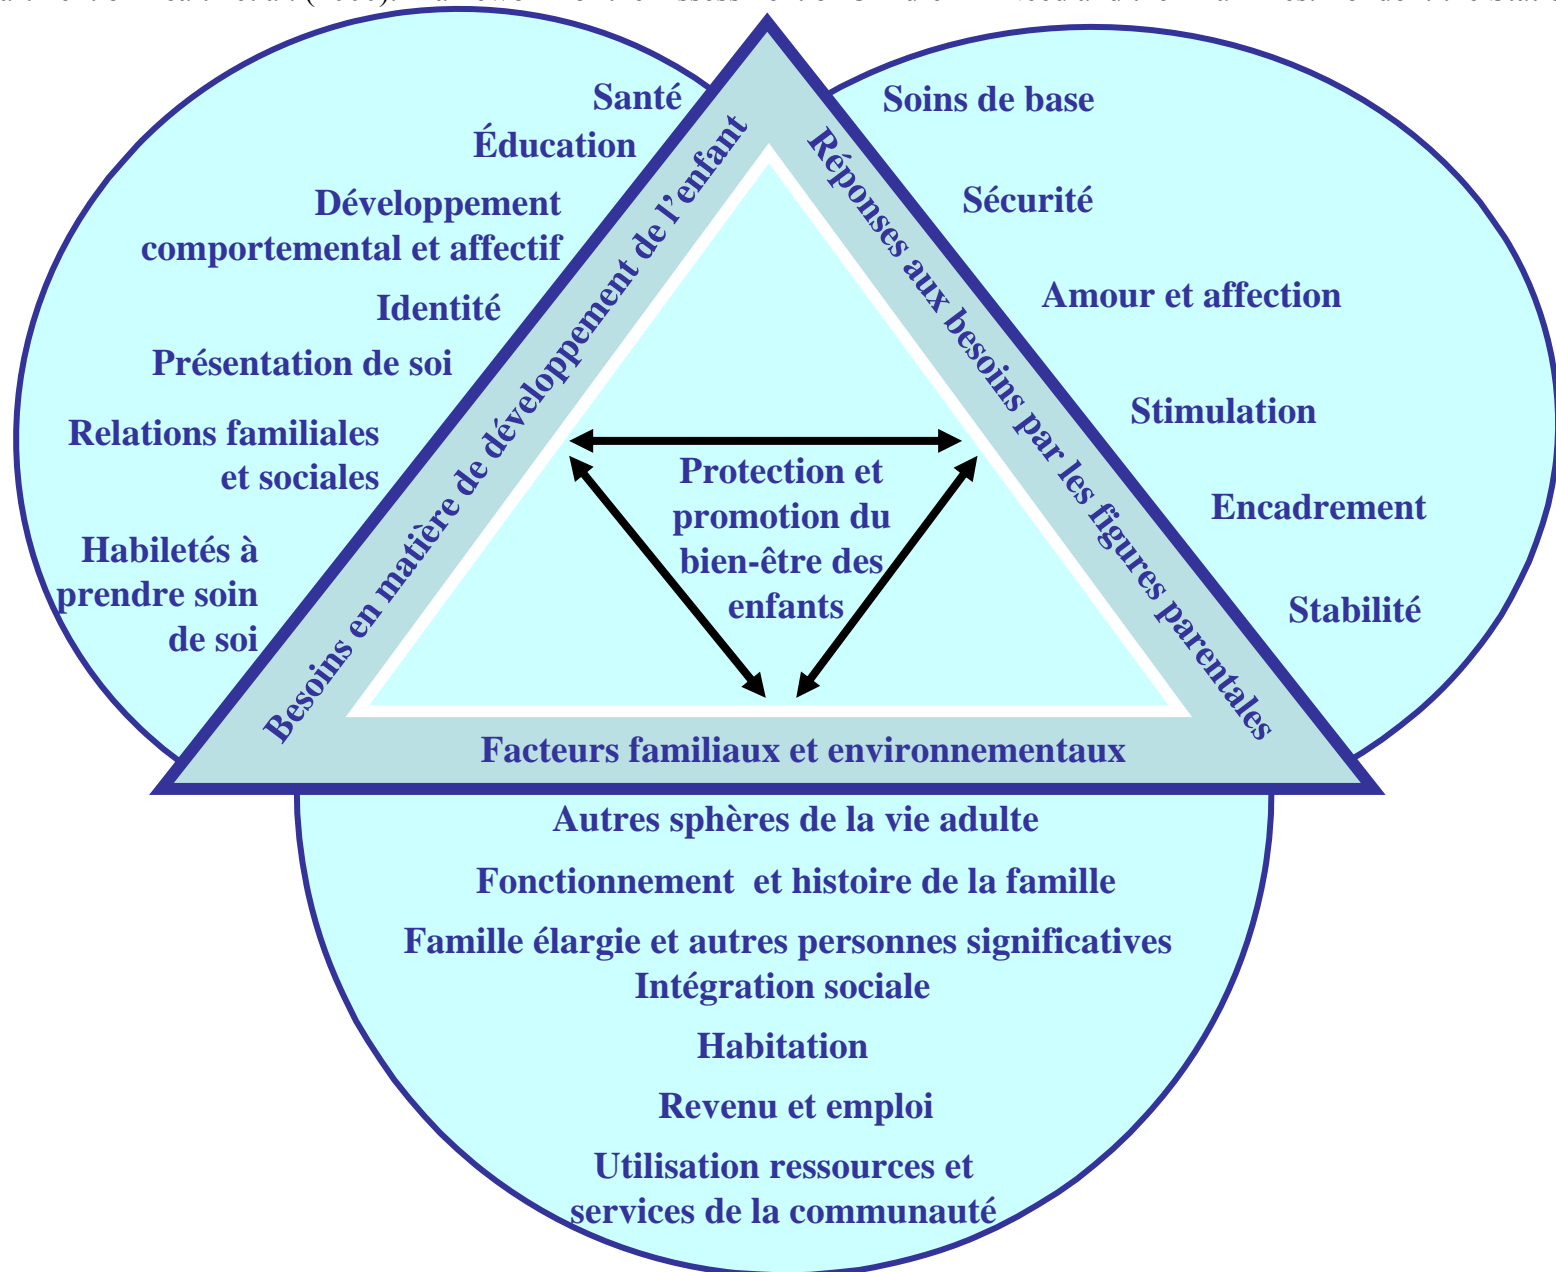 Santé
Éducation
Développement
comportemental et affectif
Identité
Présentation de soi
Relations familiales
et sociales
Habiletés à
prendre soin
de soi
Besoins en matière de développement de l’enfant
Réponses aux besoins par les figures parentales
Soins de base
Sécurité
Amour et affection
Stimulation
Encadrement
Stabilité
Protection et
promotion du
bien-être des
enfants
Facteurs familiaux et environnementaux
Autres sphères de la vie adulte
Fonctionnement et histoire de la famille
Famille élargie et autres personnes significatives
Intégration sociale
Habitation
Revenu et emploi
Utilisation ressources et
services de la communauté